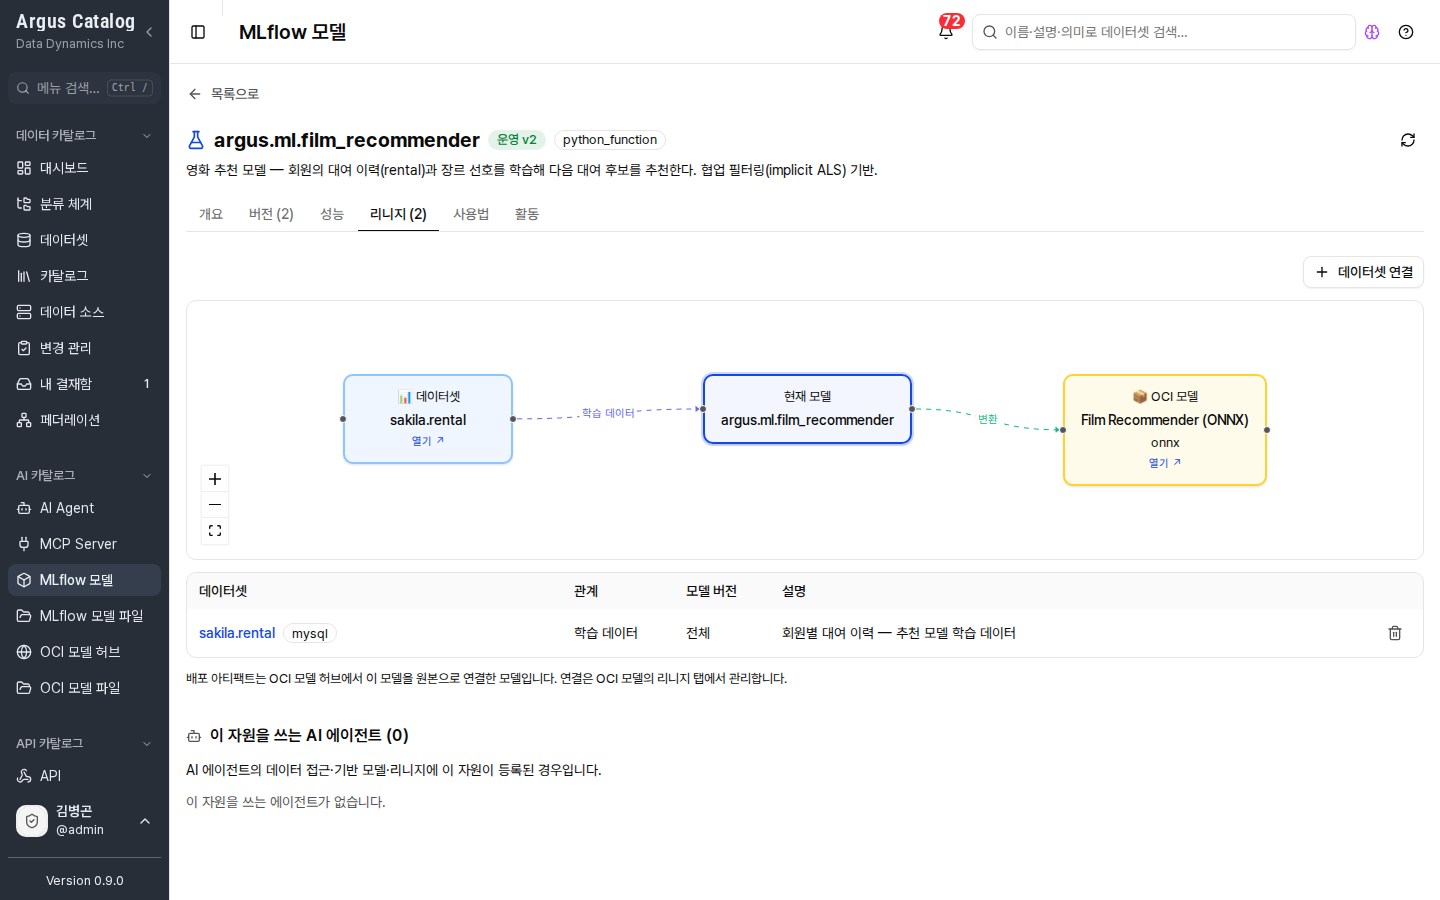 Argus Catalog
Data Dynamics Inc
메뉴 검색... Ctrl /
데이터 카탈로그
대시보드
분류 체계
데이터셋
카탈로그
데이터 소스
변경 관리
내 결재함 1
페더레이션
AI 카탈로그
AI Agent
MCP Server
MLflow 모델
MLflow 모델 파일
OCI 모델 허브
OCI 모델 파일
API 카탈로그
API
김병곤
@admin
Version 0.9.0
MLflow 모델
72
이름·설명·의미로 데이터셋 검색...
목록으로
argus.ml.film_recommender 운영 v2 python_function
영화 추천 모델 — 회원의 대여 이력(rental)과 장르 선호를 학습해 다음 대여 후보를 추천한다. 협업 필터링(implicit ALS) 기반.
개요 버전 (2) 성능 리니지 (2) 사용법 활동
데이터셋 연결
데이터셋
sakila.rental
열기 ↗
학습 데이터
현재 모델
argus.ml.film_recommender
변환
OCI 모델
Film Recommender (ONNX)
onnx
열기 ↗
데이터셋 관계 모델 버전 설명
sakila.rental mysql 학습 데이터 전체 회원별 대여 이력 — 추천 모델 학습 데이터
배포 아티팩트는 OCI 모델 허브에서 이 모델을 원본으로 연결한 모델입니다. 연결은 OCI 모델의 리니지 탭에서 관리합니다.
이 자원을 쓰는 AI 에이전트 (0)
AI 에이전트의 데이터 접근·기반 모델·리니지에 이 자원이 등록된 경우입니다.
이 자원을 쓰는 에이전트가 없습니다.